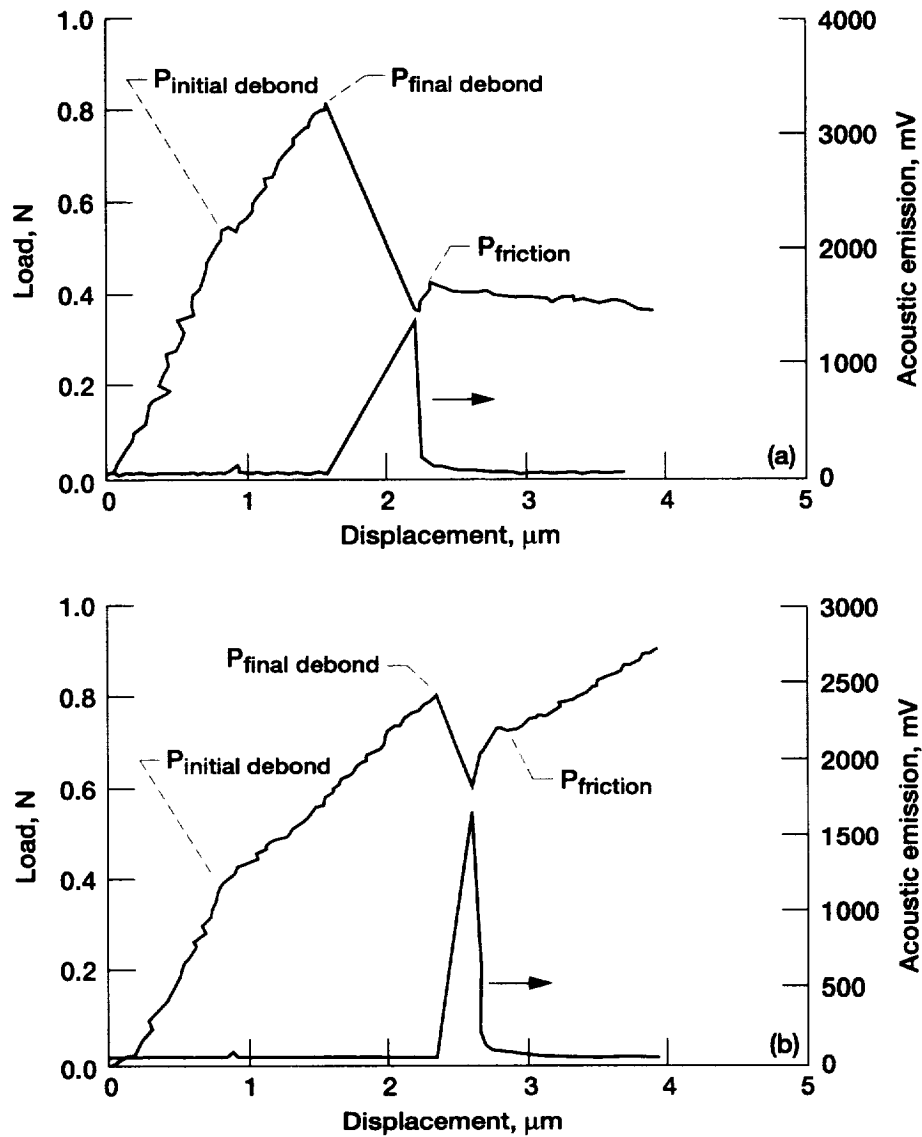 1.0
0.8
0.6
0.4
0.2
0.0
Load, N
P initial debond
P final debond
P friction
4000
3000
2000
1000
0
Acoustic emission, mV
(a)
0 1 2 3 4 5
Displacement, μm
1.0
0.8
0.6
0.4
0.2
0.0
Load, N
P final debond
P initial debond
P friction
3000
2500
2000
1500
1000
500
0
Acoustic emission, mV
(b)
0 1 2 3 4 5
Displacement, μm